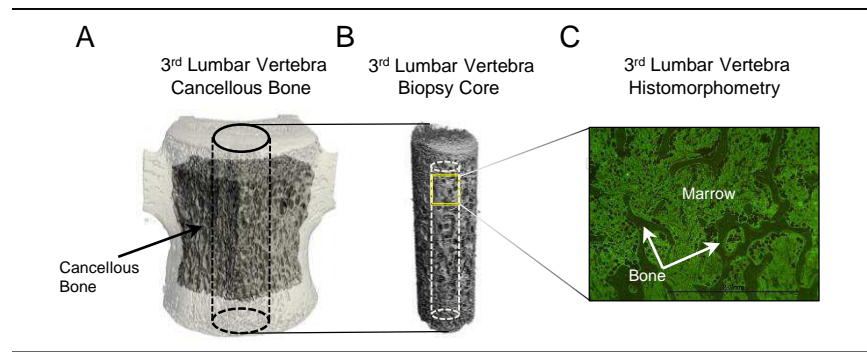 A
B
C
3rd Lumbar Vertebra
Cancellous Bone
3rd Lumbar Vertebra
Biopsy Core
3rd Lumbar Vertebra
Histomorphometry
Marrow
Bone
Cancellous
Bone